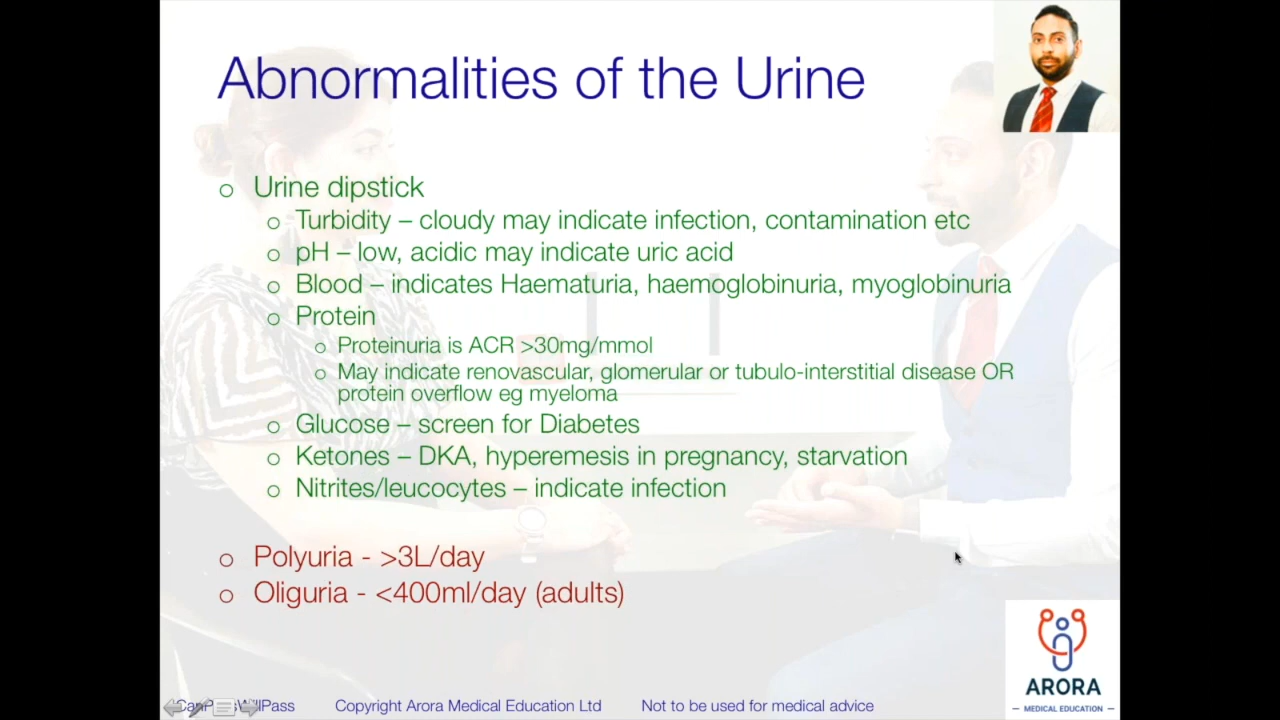 Abnormalities of the Urine
o Urine dipstick
o Turbidity – cloudy may indicate infection, contamination etc
o pH – low, acidic may indicate uric acid
o Blood – indicates Haematuria, haemoglobinuria, myoglobinuria
o Protein
o Proteinuria is ACR >30mg/mmol
o May indicate renovascular, glomerular or tubulo-interstitial disease OR
protein overflow eg myeloma
o Glucose – screen for Diabetes
o Ketones – DKA, hyperemesis in pregnancy, starvation
o Nitrites/leucocytes – indicate infection
o Polyuria - >3L/day
o Oliguria - <400ml/day (adults)
ARORA
– MEDICAL EDUCATION –
Copyright Arora Medical Education Ltd
Not to be used for medical advice